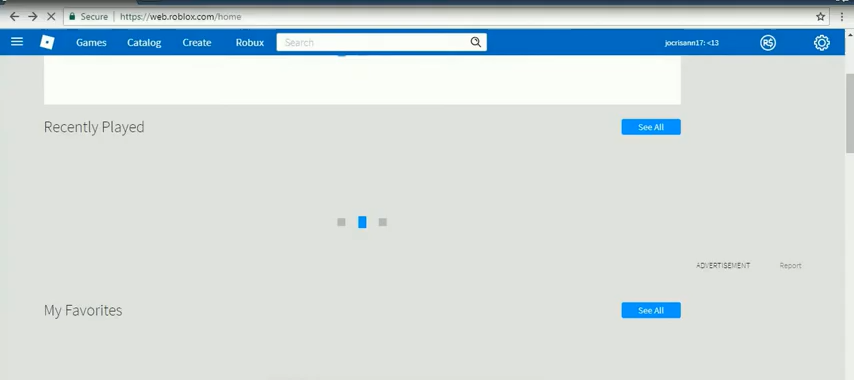 Secure https://web.roblox.com/home
Games Catalog Create Robux Search jocrisann17: <13 R$
Recently Played See All
ADVERTISEMENT Report
My Favorites See All